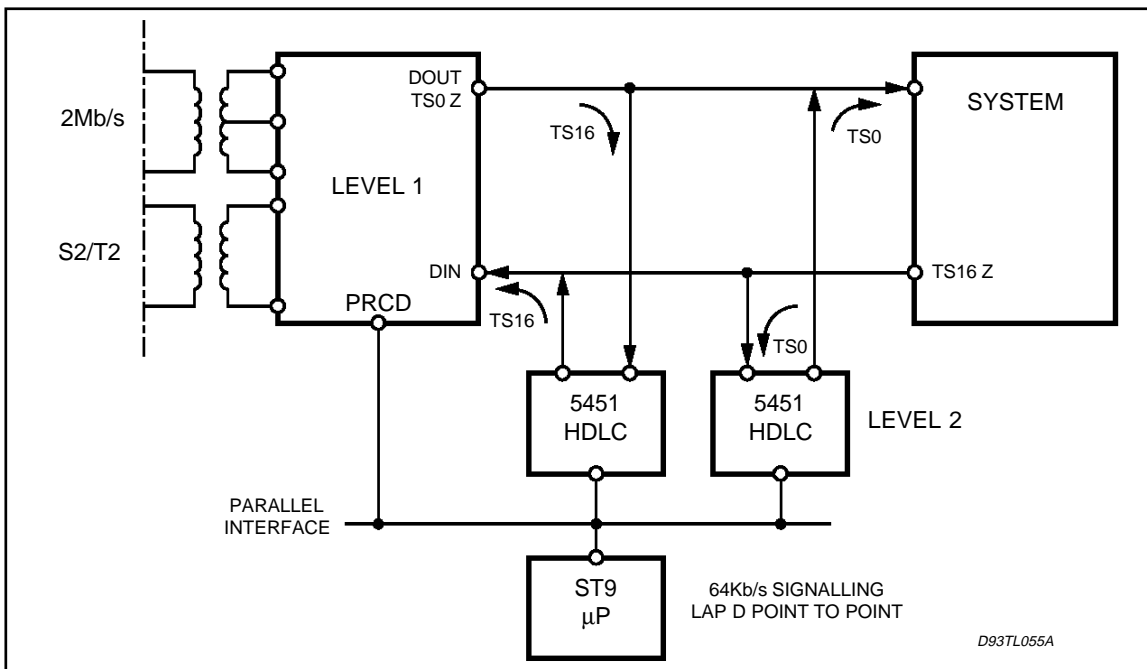 2Mb/s
S2/T2
DOUT
TS0 Z
LEVEL 1
DIN
PRCD
TS16
TS0
SYSTEM
TS16 Z
TS16
TS0
5451
HDLC
5451
HDLC
LEVEL 2
PARALLEL
INTERFACE
ST9
µP
64Kb/s SIGNALLING
LAP D POINT TO POINT
D93TL055A